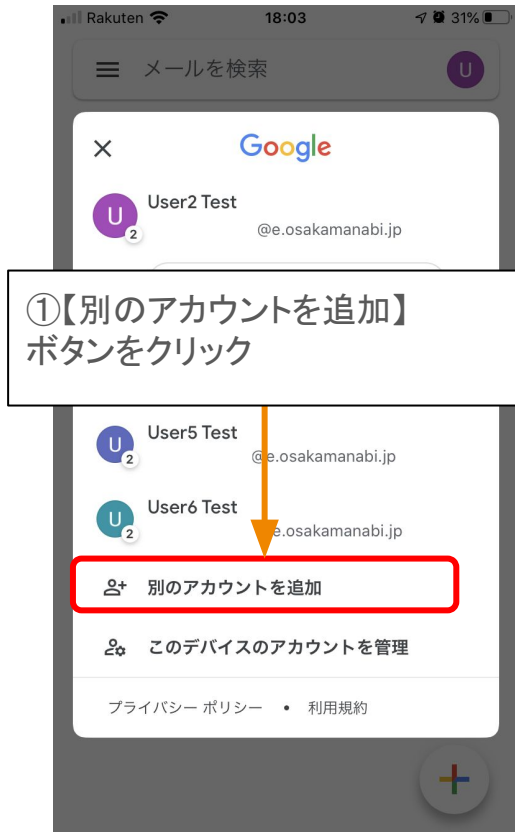 Rakuten 18:03 31%
メールを検索 U
Google
User2 Test
U 2
@e.osakamanabi.jp
①【別のアカウントを追加】
ボタンをクリック
User5 Test
U 2
@e.osakamanabi.jp
User6 Test
U 2
e.osakamanabi.jp
別のアカウントを追加
このデバイスのアカウントを管理
プライバシー ポリシー • 利用規約